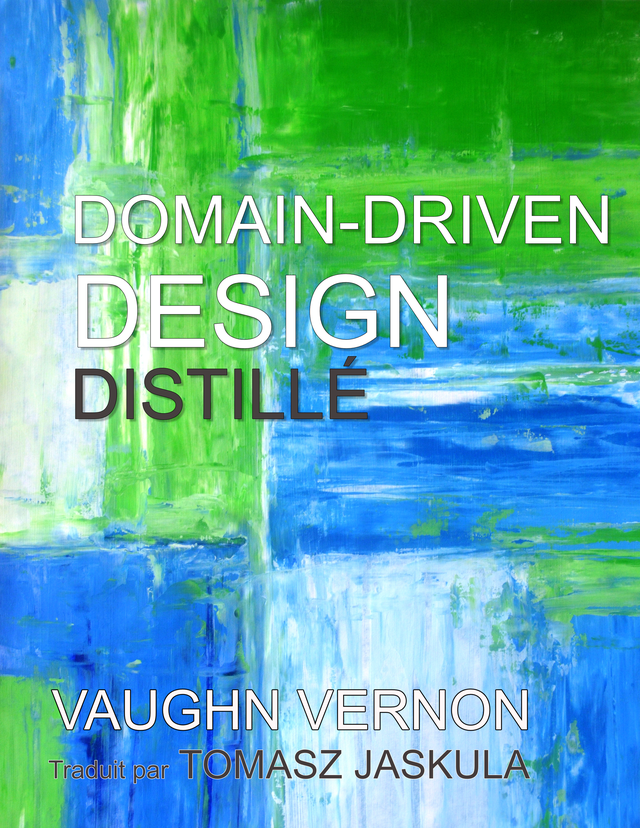 DOMAIN-DRIVEN
DESIGN
DISTILLÉ
VAUGHN VERNON
Traduit par TOMASZ JASKULA